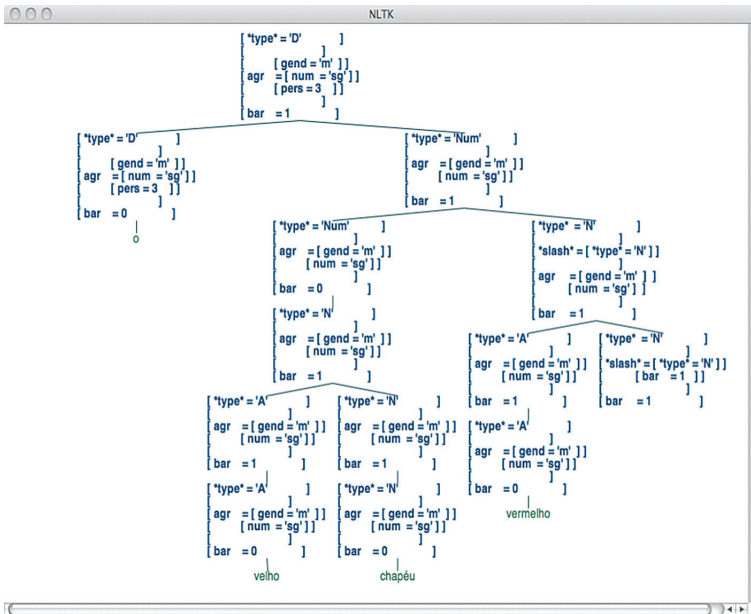 NLTK
[ *type* = 'D' ]
[ ]
[ [ gend = 'm' ] ]
[ agr = [ num = 'sg' ] ]
[ [ pers = 3 ] ]
[ ]
[ bar = 1 ]
[ *type* = 'D' ]
[ ]
[ [ gend = 'm' ] ]
[ agr = [ num = 'sg' ] ]
[ [ pers = 3 ] ]
[ ]
[ bar = 0 ]
o
[ *type* = 'Num' ]
[ ]
[ agr = [ gend = 'm' ] ]
[ [ num = 'sg' ] ]
[ ]
[ bar = 1 ]
[ *type* = 'Num' ]
[ ]
[ agr = [ gend = 'm' ] ]
[ [ num = 'sg' ] ]
[ ]
[ bar = 0 ]
[ *type* = 'N' ]
[ ]
[ *slash* = [ *type* = 'N' ] ]
[ ]
[ agr = [ gend = 'm' ] ]
[ [ num = 'sg' ] ]
[ ]
[ bar = 1 ]
[ *type* = 'N' ]
[ ]
[ agr = [ gend = 'm' ] ]
[ [ num = 'sg' ] ]
[ ]
[ bar = 1 ]
[ *type* = 'A' ]
[ ]
[ agr = [ gend = 'm' ] ]
[ [ num = 'sg' ] ]
[ ]
[ bar = 1 ]
[ *type* = 'N' ]
[ ]
[ *slash* = [ *type* = 'N' ] ]
[ [ bar = 1 ] ]
[ ]
[ bar = 1 ]
[ *type* = 'A' ]
[ ]
[ agr = [ gend = 'm' ] ]
[ [ num = 'sg' ] ]
[ ]
[ bar = 1 ]
[ *type* = 'N' ]
[ ]
[ agr = [ gend = 'm' ] ]
[ [ num = 'sg' ] ]
[ ]
[ bar = 1 ]
[ *type* = 'A' ]
[ ]
[ agr = [ gend = 'm' ] ]
[ [ num = 'sg' ] ]
[ ]
[ bar = 0 ]
vermelho
[ *type* = 'A' ]
[ ]
[ agr = [ gend = 'm' ] ]
[ [ num = 'sg' ] ]
[ ]
[ bar = 0 ]
velho
[ *type* = 'N' ]
[ ]
[ agr = [ gend = 'm' ] ]
[ [ num = 'sg' ] ]
[ ]
[ bar = 0 ]
chapéu